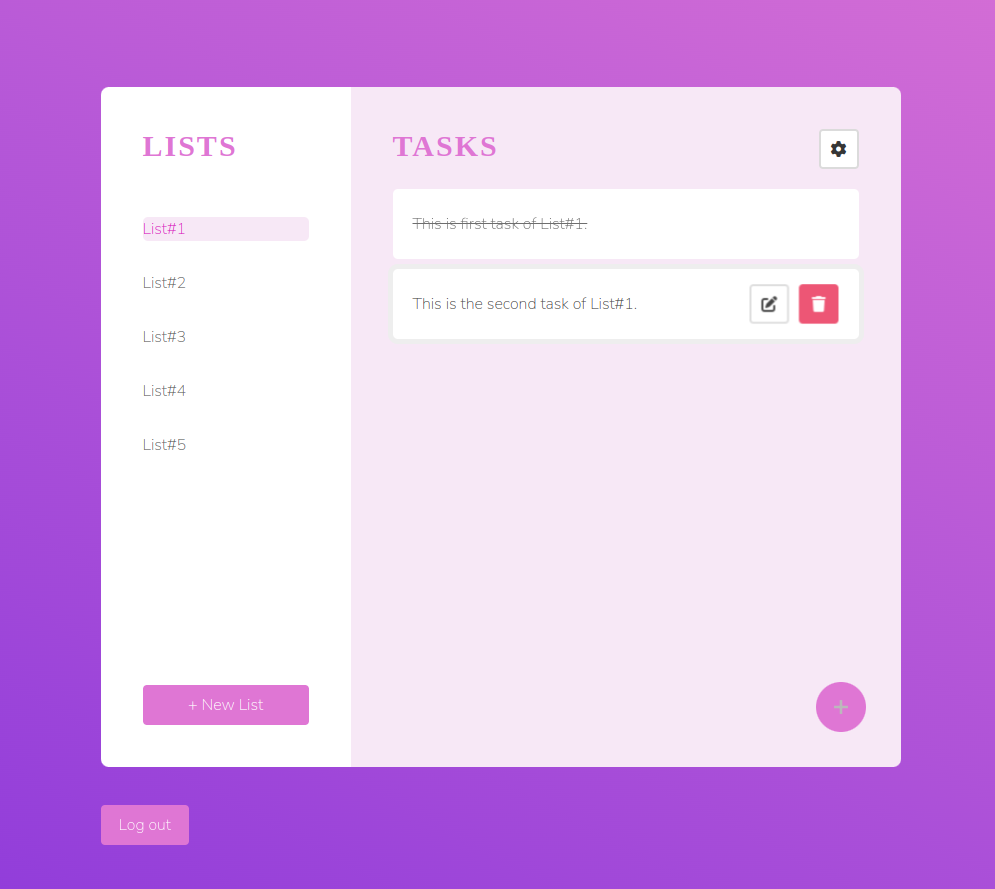 LISTS
List#1
List#2
List#3
List#4
List#5
+ New List
TASKS
This is first task of List#1.
This is the second task of List#1.
+
Log out